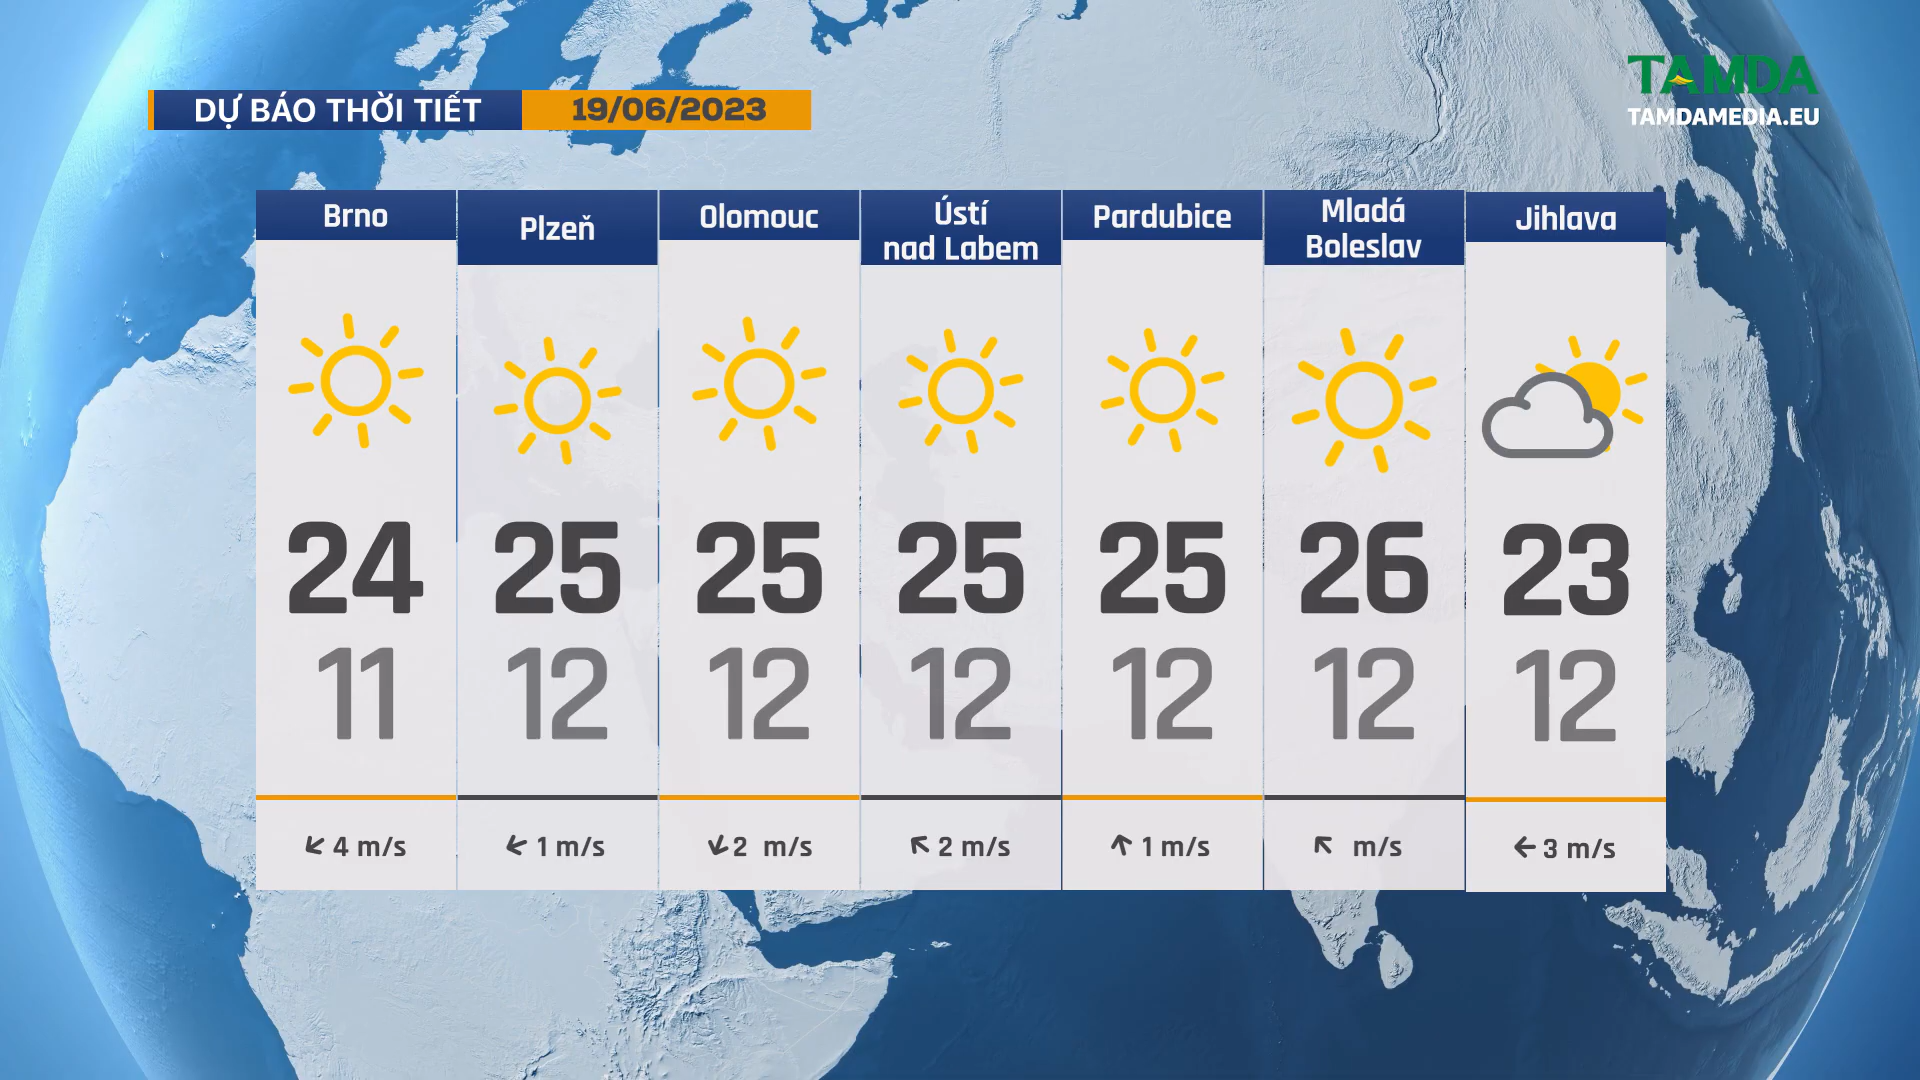 TAMDA
TAMDAMEDIA.EU
DỰ BÁO THỜI TIẾT 19/06/2023
Brno
24
11
4 m/s
Plzeň
25
12
1 m/s
Olomouc
25
12
2 m/s
Ústí
nad Labem
25
12
2 m/s
Pardubice
25
12
1 m/s
Mladá
Boleslav
26
12
m/s
Jihlava
23
12
3 m/s